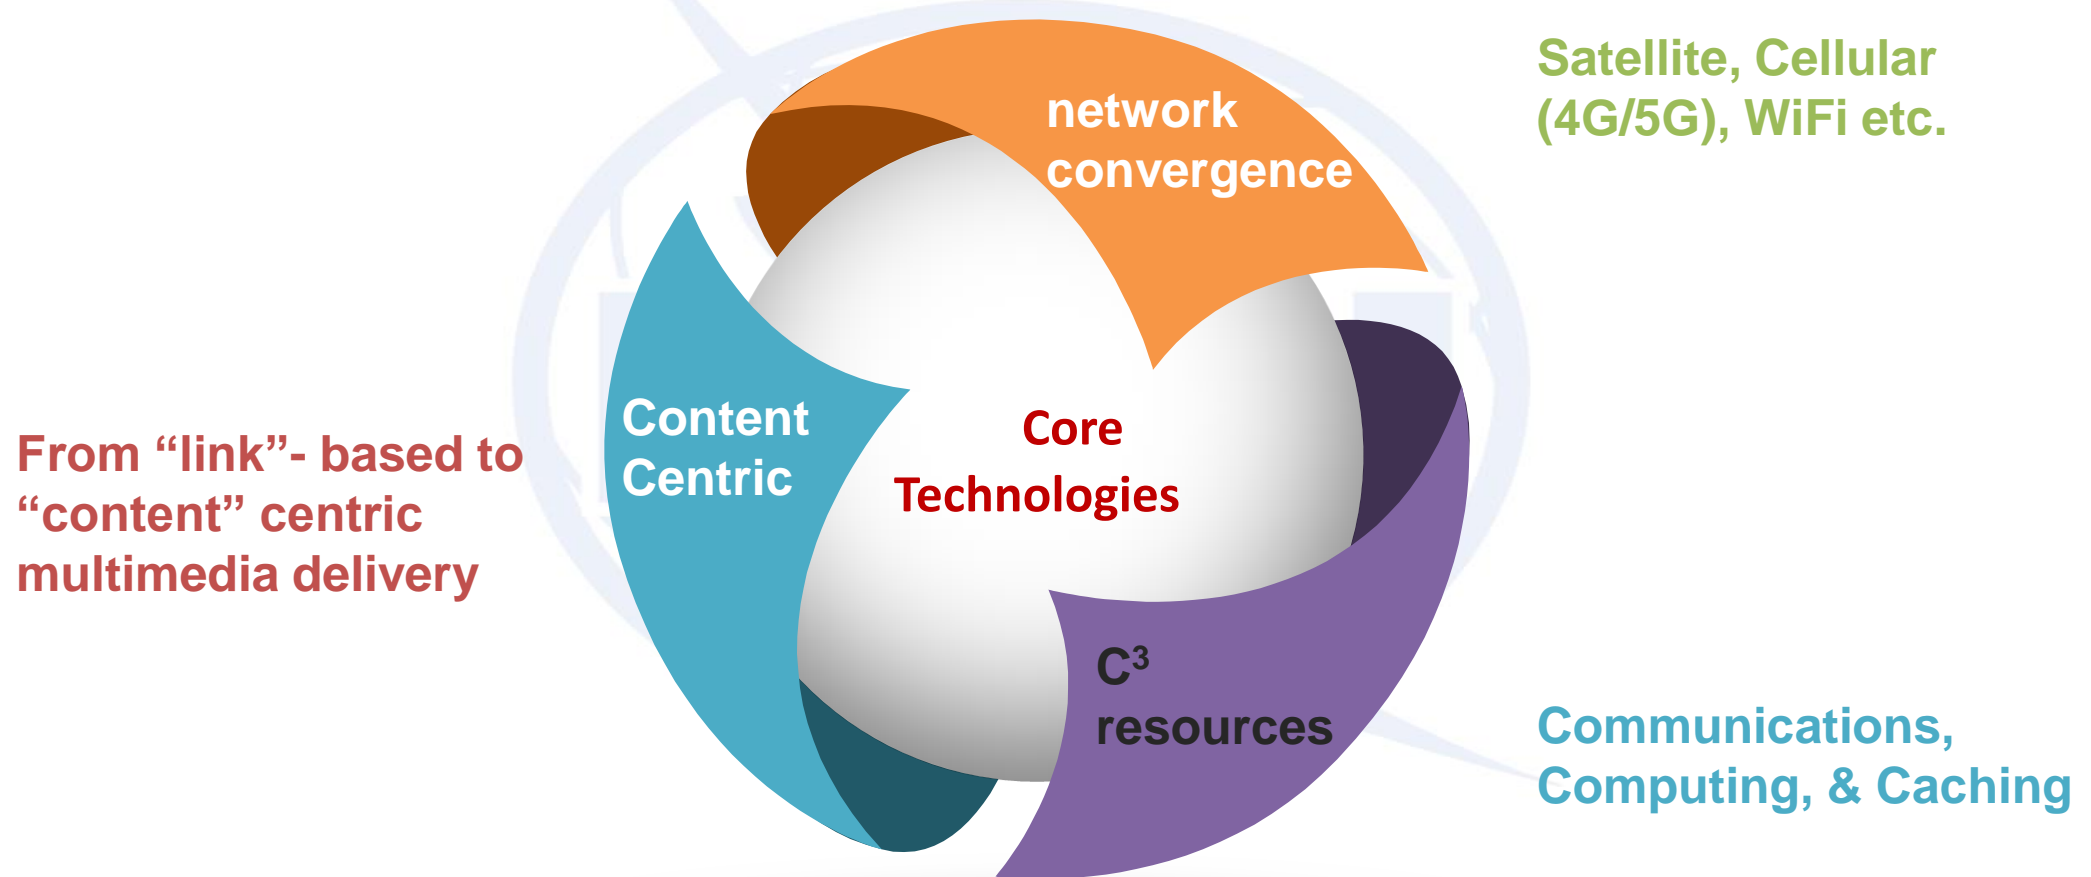 network
convergence
Satellite, Cellular
(4G/5G), WiFi etc.
Content
Centric
From “link”- based to
“content” centric
multimedia delivery
Core
Technologies
C³
resources
Communications,
Computing, & Caching